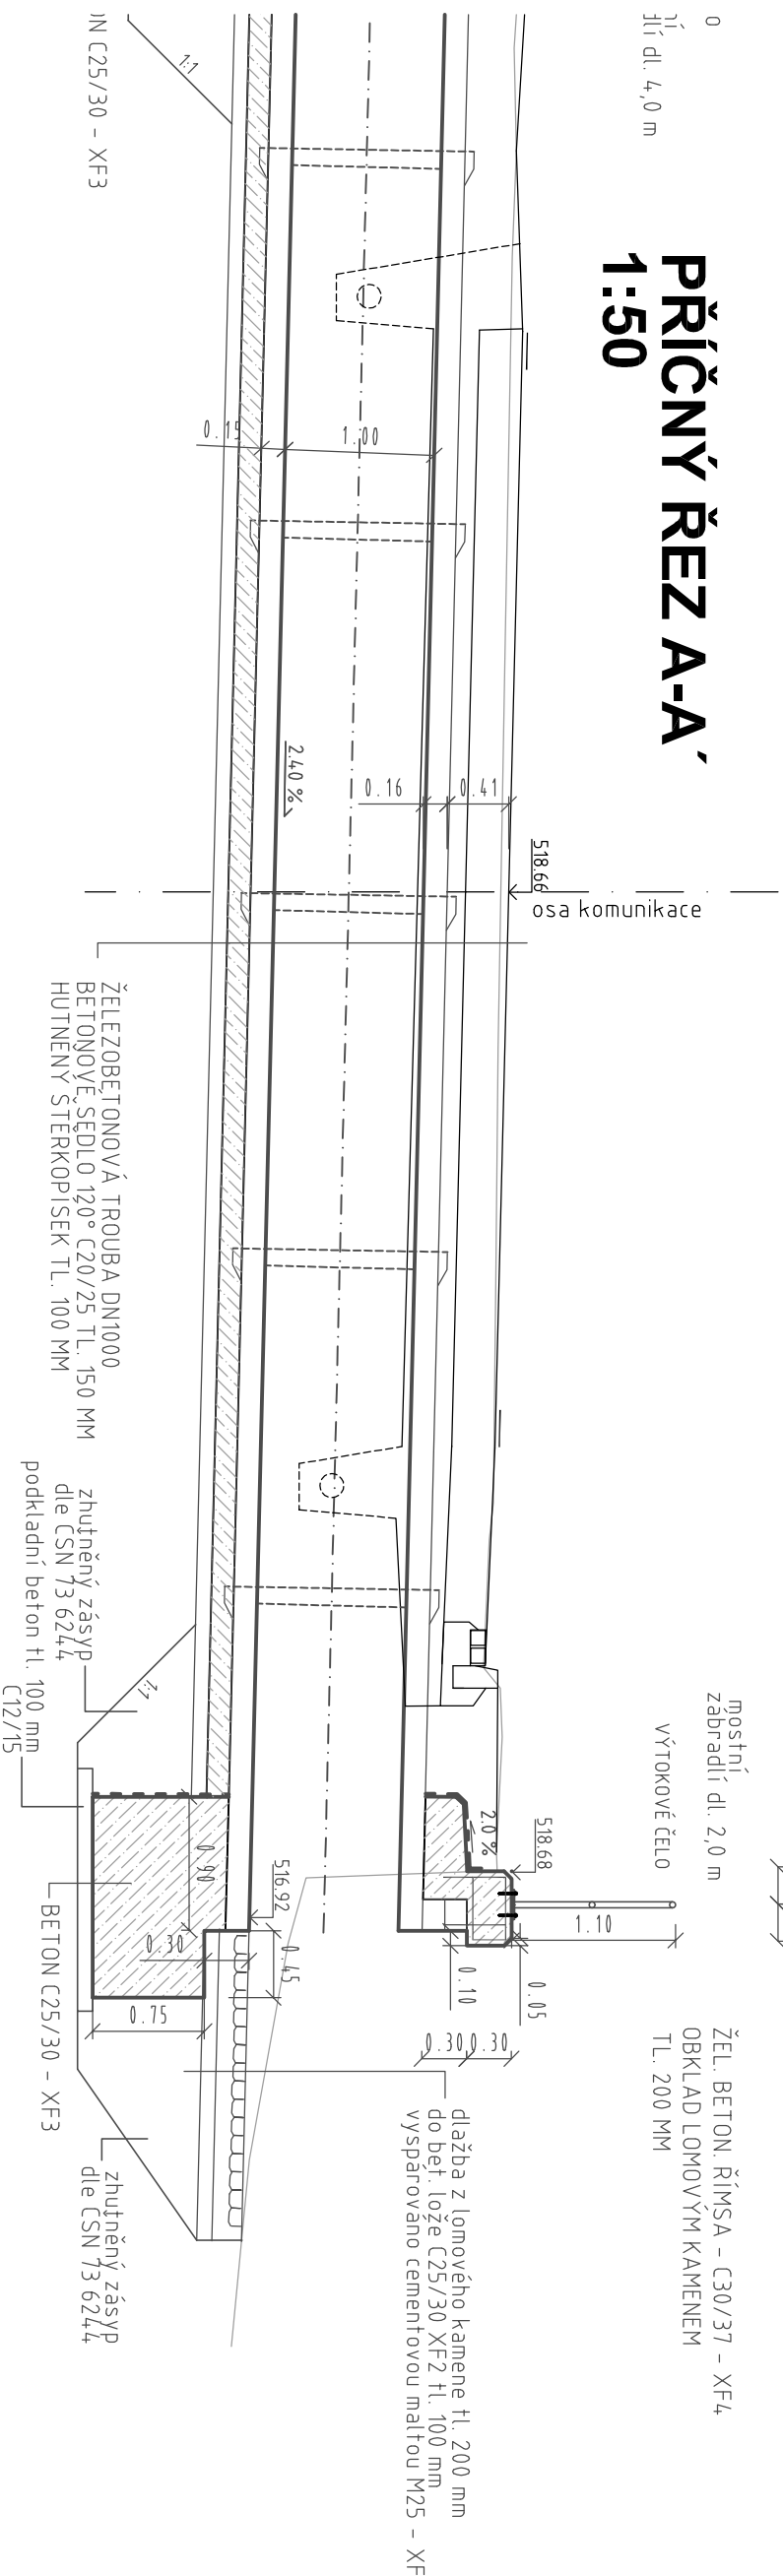 PŘÍČNÝ ŘEZ A-A´
1:50
dl. 4,0 m
C25/30 - XF3
1:1
0.15
1.00
2.40 %
0.16
0.41
518.66
osa komunikace
ŽELEZOBETONOVÁ TROUBA DN1000
BETONOVÉ SEDLO 120° C20/25 TL. 150 MM
HUTNĚNÝ ŠTĚRKOPÍSEK TL. 100 MM
zhutněný zásyp
dle ČSN 73 6244
podkladní beton tl. 100 mm
C12/15
1:1
mostní
zábradlí dl. 2,0 m
VÝTOKOVÉ ČELO
518.68
2.0 %
1.10
516.92
0.90
0.30
0.45
0.75
0.10
0.05
0.30
0.30
BETON C25/30 - XF3
ŽEL. BETON. ŘÍMSA - C30/37 - XF4
OBKLAD LOMOVÝM KAMENEM
TL. 200 MM
dlažba z lomového kamene tl. 200 mm
do bet. lože C25/30 XF2 tl. 100 mm
vyspárováno cementovou maltou M25 - XF
zhutněný zásyp
dle ČSN 73 6244